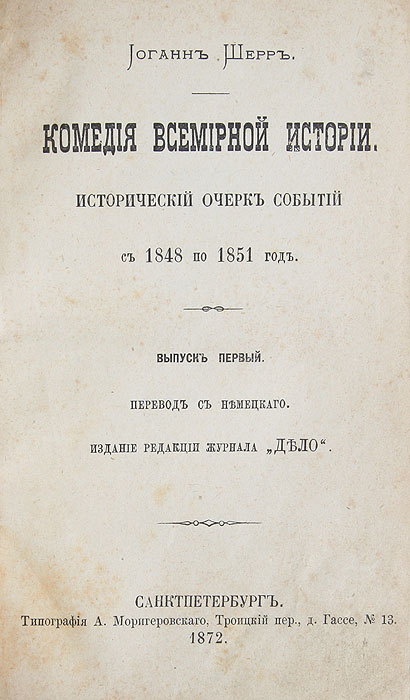 Іоганнъ Шерръ.
КОМЕДІЯ ВСЕМІРНОЙ ИСТОРІИ.
ИСТОРИЧЕСКІЙ ОЧЕРКЪ СОБЫТІЙ
съ 1848 по 1851 годъ.
ВЫПУСКЪ ПЕРВЫЙ.
ПЕРЕВОДЪ СЪ НѢМЕЦКАГО.
ИЗДАНІЕ РЕДАКЦІИ ЖУРНАЛА „ДѢЛО“.
САНКТПЕТЕРБУРГЪ.
Типографія А. Моригеровскаго, Троицкій пер., д. Гассе, № 13.
1872.